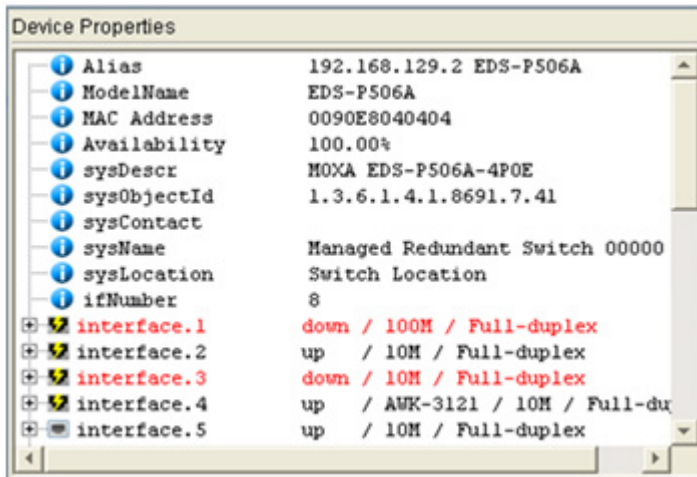 Device Properties
Alias 192.168.129.2 EDS-P506A
ModelName EDS-P506A
MAC Address 0090E8040404
Availability 100.00%
sysDescr MOXA EDS-P506A-4POE
sysObjectId 1.3.6.1.4.1.8691.7.41
sysContact
sysName Managed Redundant Switch 00000
sysLocation Switch Location
ifNumber 8
interface.1 down / 100M / Full-duplex
interface.2 up / 10M / Full-duplex
interface.3 down / 10M / Full-duplex
interface.4 up / AWK-3121 / 10M / Full-du
interface.5 up / 10M / Full-duplex